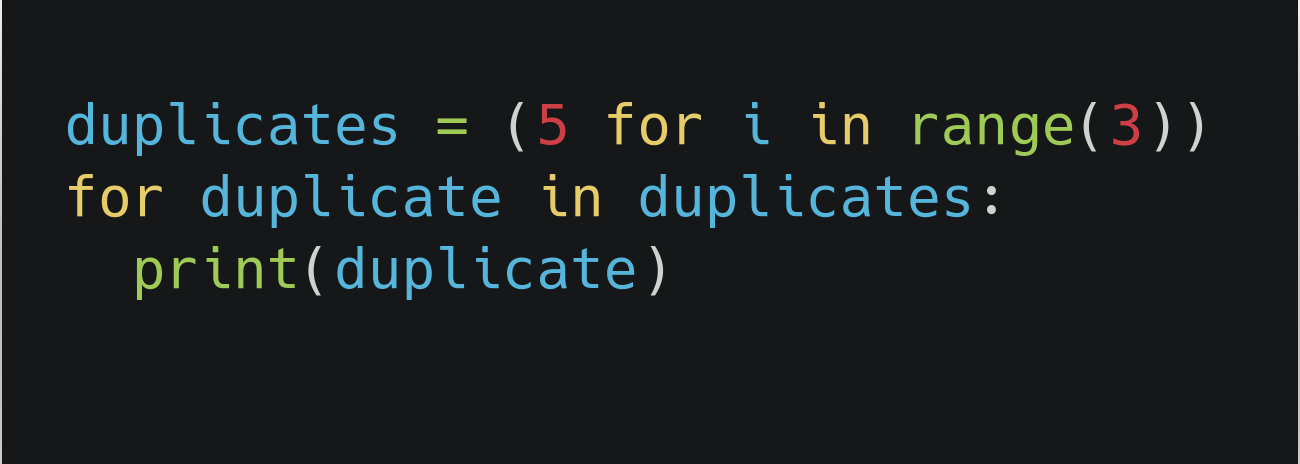 duplicates = (5 for i in range(3))
for duplicate in duplicates:
  print(duplicate)